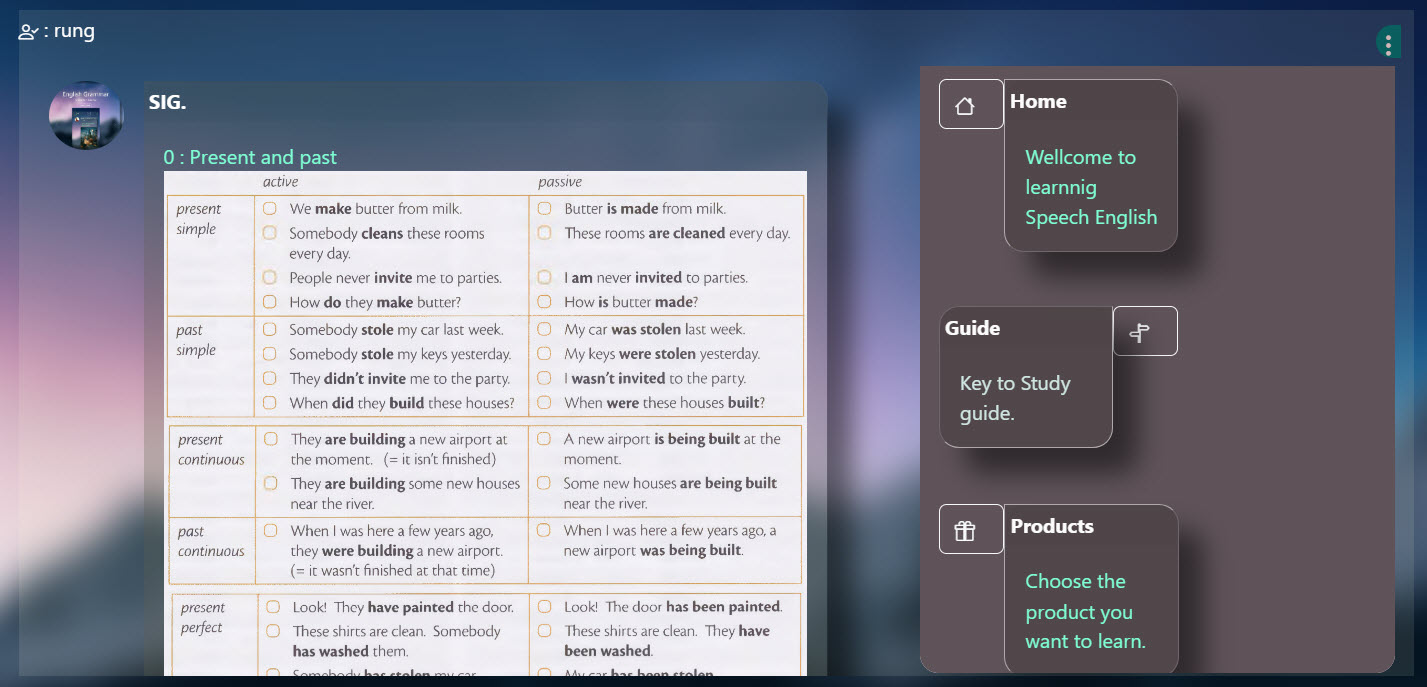 : rung
English Grammar
SIG.
0 : Present and past
active passive
present We make butter from milk. Butter is made from milk.
simple Somebody cleans these rooms These rooms are cleaned every day.
every day.
People never invite me to parties. I am never invited to parties.
How do they make butter? How is butter made?
past Somebody stole my car last week. My car was stolen last week.
simple Somebody stole my keys yesterday. My keys were stolen yesterday.
They didn't invite me to the party. I wasn't invited to the party.
When did they build these houses? When were these houses built?
present They are building a new airport at A new airport is being built at the
continuous the moment. (= it isn't finished) moment.
They are building some new houses Some new houses are being built
near the river. near the river.
past When I was here a few years ago, When I was here a few years ago, a
continuous they were building a new airport. new airport was being built.
(= it wasn't finished at that time)
present Look! They have painted the door. Look! The door has been painted.
perfect These shirts are clean. Somebody These shirts are clean. They have
has washed them. been washed.
Somebody has stolen my car. My car has been stolen.
Home
Wellcome to
learnnig
Speech English
Guide
Key to Study
guide.
Products
Choose the
product you
want to learn.